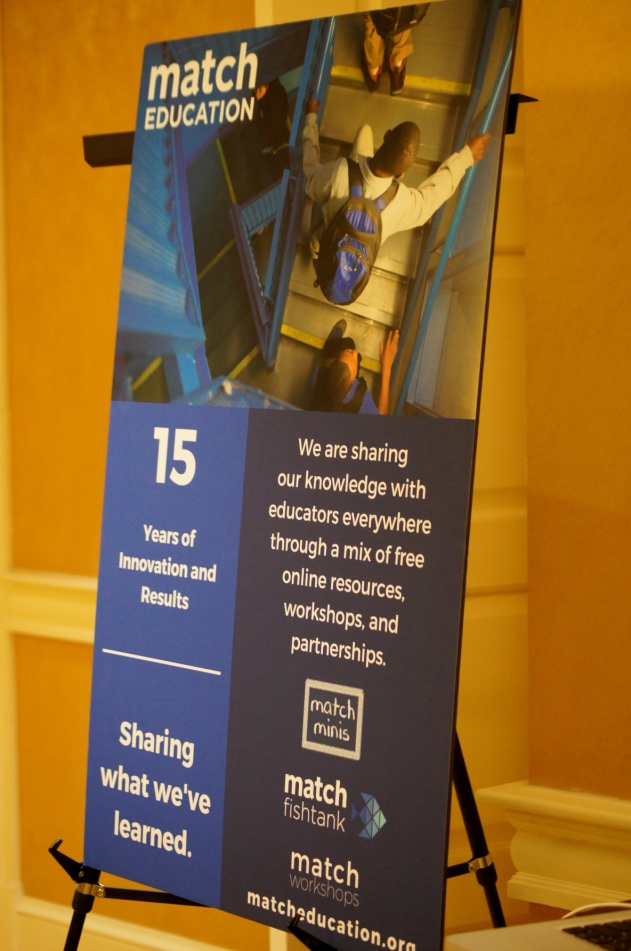 match
EDUCATION
15
Years of
Innovation and
Results
Sharing
what we've
learned.
We are sharing
our knowledge with
educators everywhere
through a mix of free
online resources,
workshops, and
partnerships.
match
minis
match
fishtank
match
workshops
matcheducation.org